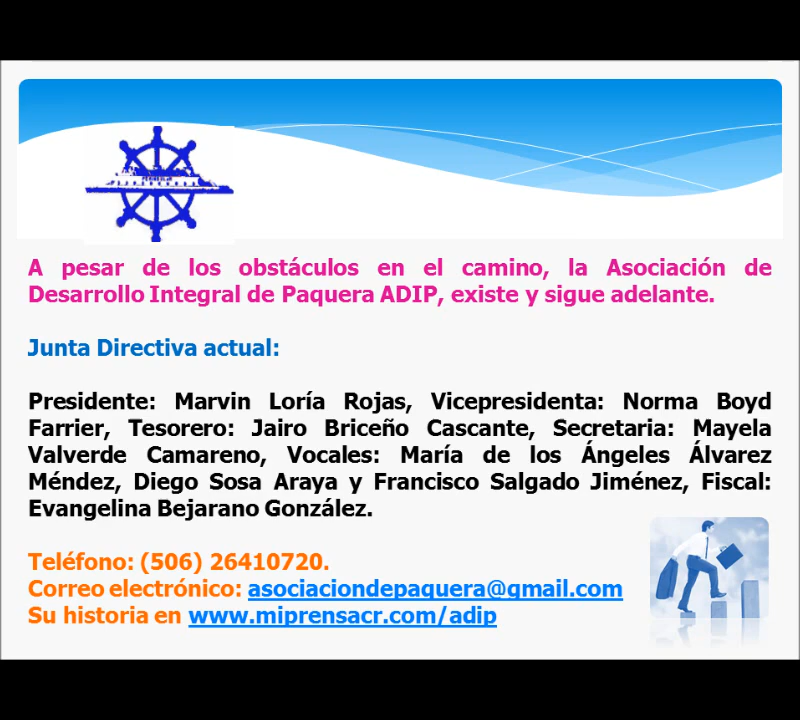 A pesar de los obstáculos en el camino, la Asociación de
Desarrollo Integral de Paquera ADIP, existe y sigue adelante.
Junta Directiva actual:
Presidente: Marvin Loría Rojas, Vicepresidenta: Norma Boyd
Farrier, Tesorero: Jairo Briceño Cascante, Secretaria: Mayela
Valverde Camareno, Vocales: María de los Ángeles Álvarez
Méndez, Diego Sosa Araya y Francisco Salgado Jiménez, Fiscal:
Evangelina Bejarano González.
Teléfono: (506) 26410720.
Correo electrónico: asociaciondepaquera@gmail.com
Su historia en www.miprensacr.com/adip